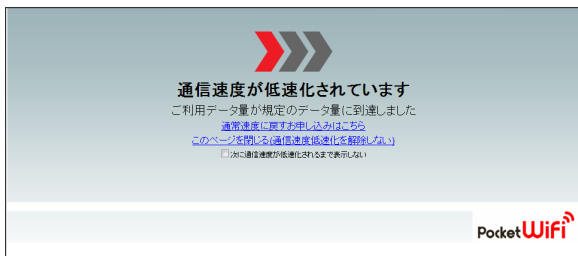 通信速度が低速化されています
ご利用データ量が規定のデータ量に到達しました
通常速度に戻すお申し込みはこちら
このページを閉じる(通信速度低速化を解除しない)
次に通信速度が低速化されるまで表示しない
Pocket WiFi